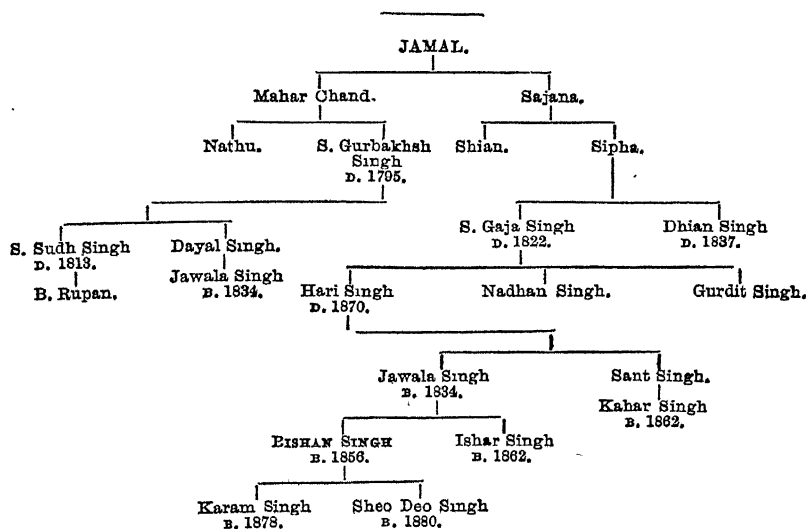 JAMAL.
Mahar Chand. Sajana.
Nathu. S. Gurbakhsh Singh D. 1795. Shian. Sipha.
S. Sudh Singh D. 1813. Dayal Singh. S. Gaja Singh D. 1822. Dhian Singh D. 1837.
B. Rupan. Jawala Singh B. 1834. Hari Singh D. 1870. Nadhan Singh. Gurdit Singh.
Jawala Singh B. 1834. Sant Singh.
Kahar Singh B. 1862.
BISHAN SINGH B. 1856. Ishar Singh B. 1862.
Karam Singh B. 1878. Sheo Deo Singh B. 1880.